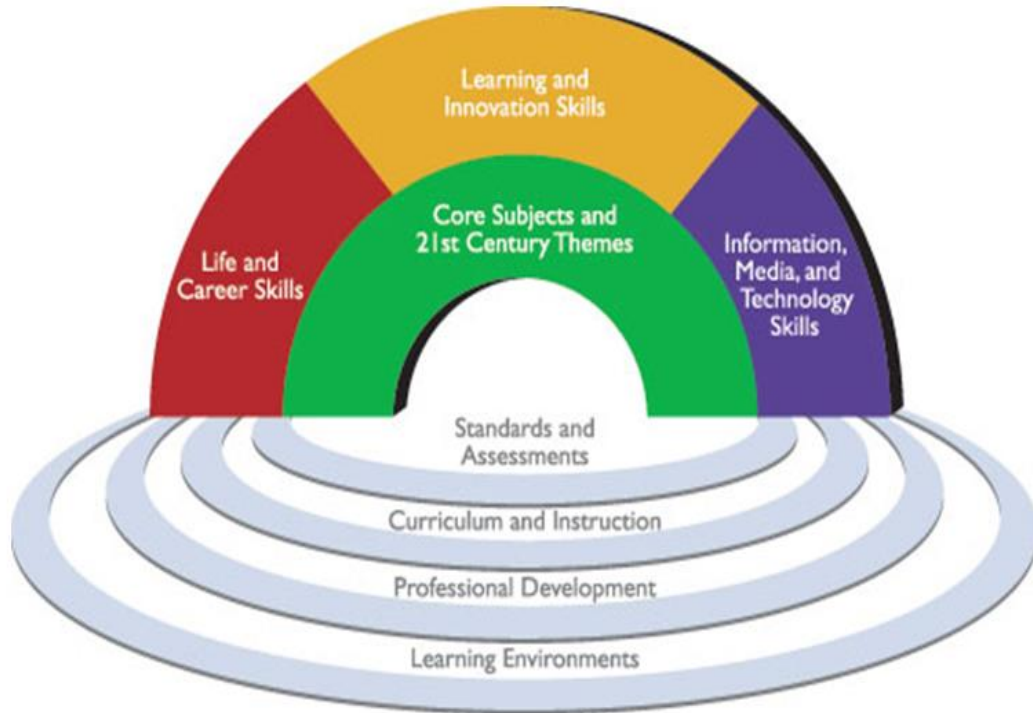 Learning and
Innovation Skills
Core Subjects and
21st Century Themes
Life and
Career Skills
Information,
Media, and
Technology
Skills
Standards and
Assessments
Curriculum and Instruction
Professional Development
Learning Environments